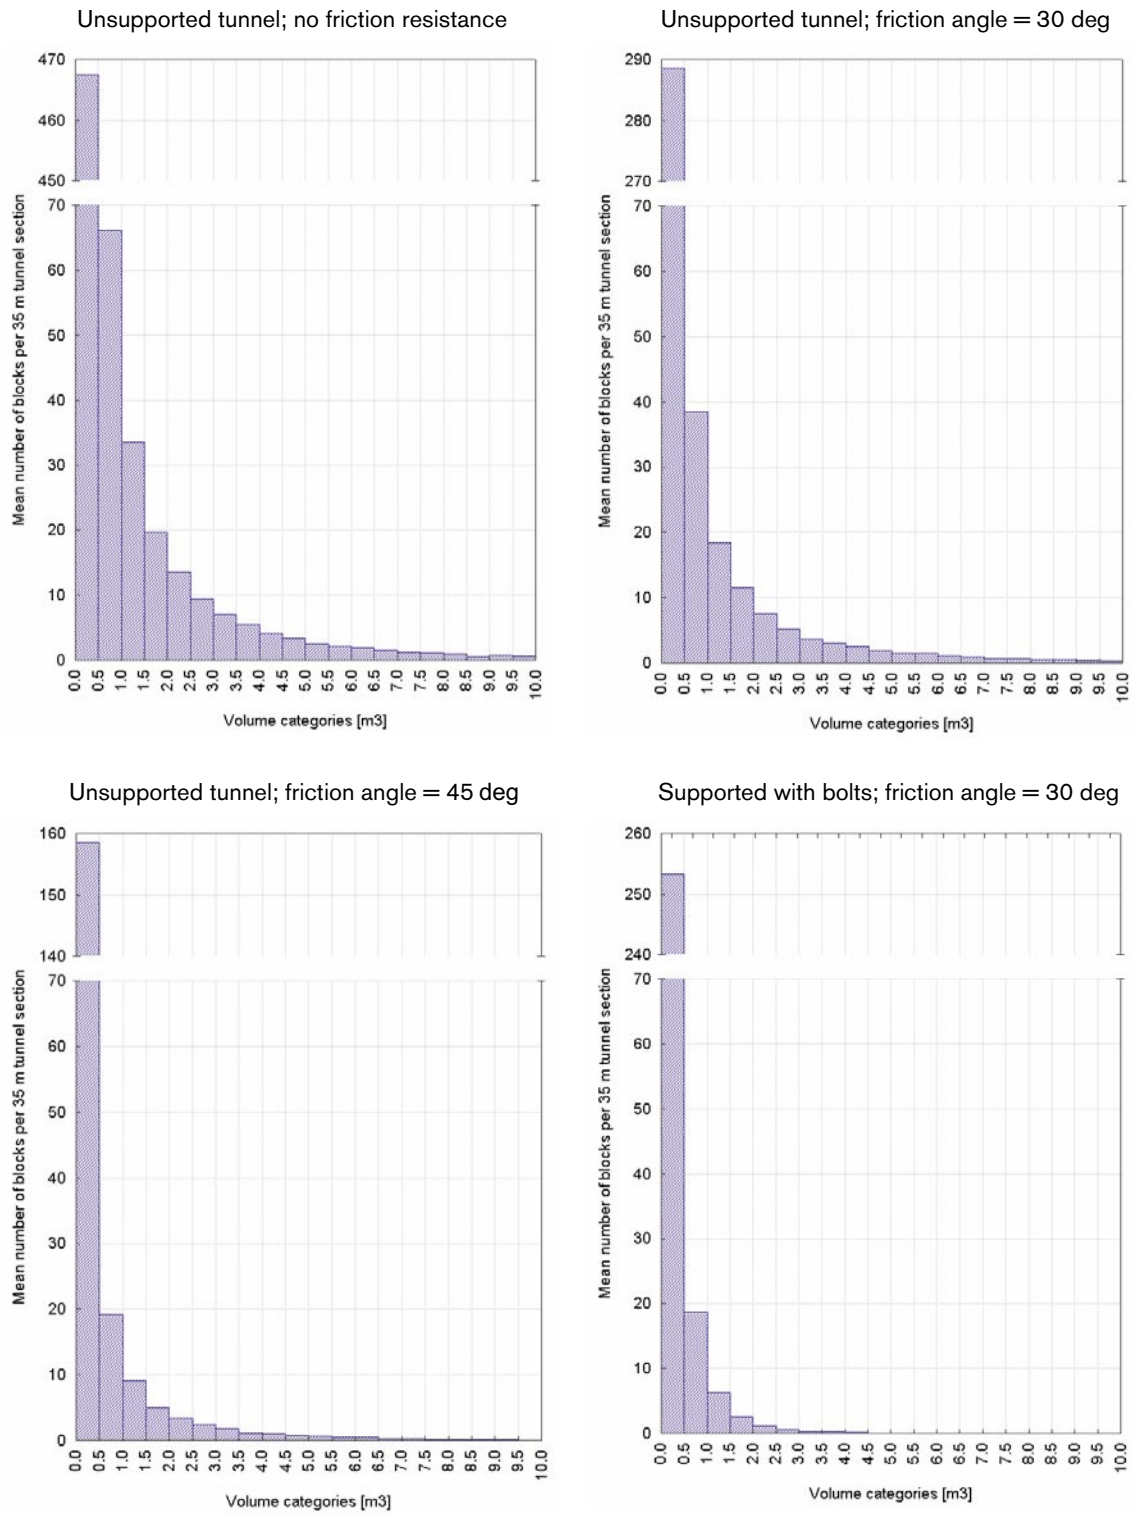 Unsupported tunnel; no friction resistance
470
460
450
70
60
50
40
30
20
10
0
Mean number of blocks per 35 m tunnel section
0.0 0.5 1.0 1.5 2.0 2.5 3.0 3.5 4.0 4.5 5.0 5.5 6.0 6.5 7.0 7.5 8.0 8.5 9.0 9.5 10.0
Volume categories [m3]
Unsupported tunnel; friction angle = 30 deg
290
280
270
70
60
50
40
30
20
10
0
Mean number of blocks per 35 m tunnel section
0.0 0.5 1.0 1.5 2.0 2.5 3.0 3.5 4.0 4.5 5.0 5.5 6.0 6.5 7.0 7.5 8.0 8.5 9.0 9.5 10.0
Volume categories [m3]
Unsupported tunnel; friction angle = 45 deg
160
150
140
70
60
50
40
30
20
10
0
Mean number of blocks per 35 m tunnel section
0.0 0.5 1.0 1.5 2.0 2.5 3.0 3.5 4.0 4.5 5.0 5.5 6.0 6.5 7.0 7.5 8.0 8.5 9.0 9.5 10.0
Volume categories [m3]
Supported with bolts; friction angle = 30 deg
260
250
240
70
60
50
40
30
20
10
0
Mean number of blocks per 35 m tunnel section
0.0 0.5 1.0 1.5 2.0 2.5 3.0 3.5 4.0 4.5 5.0 5.5 6.0 6.5 7.0 7.5 8.0 8.5 9.0 9.5 10.0
Volume categories [m3]